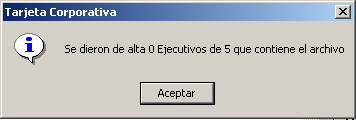 Tarjeta Corporativa
Se dieron de alta 0 Ejecutivos de 5 que contiene el archivo
Aceptar